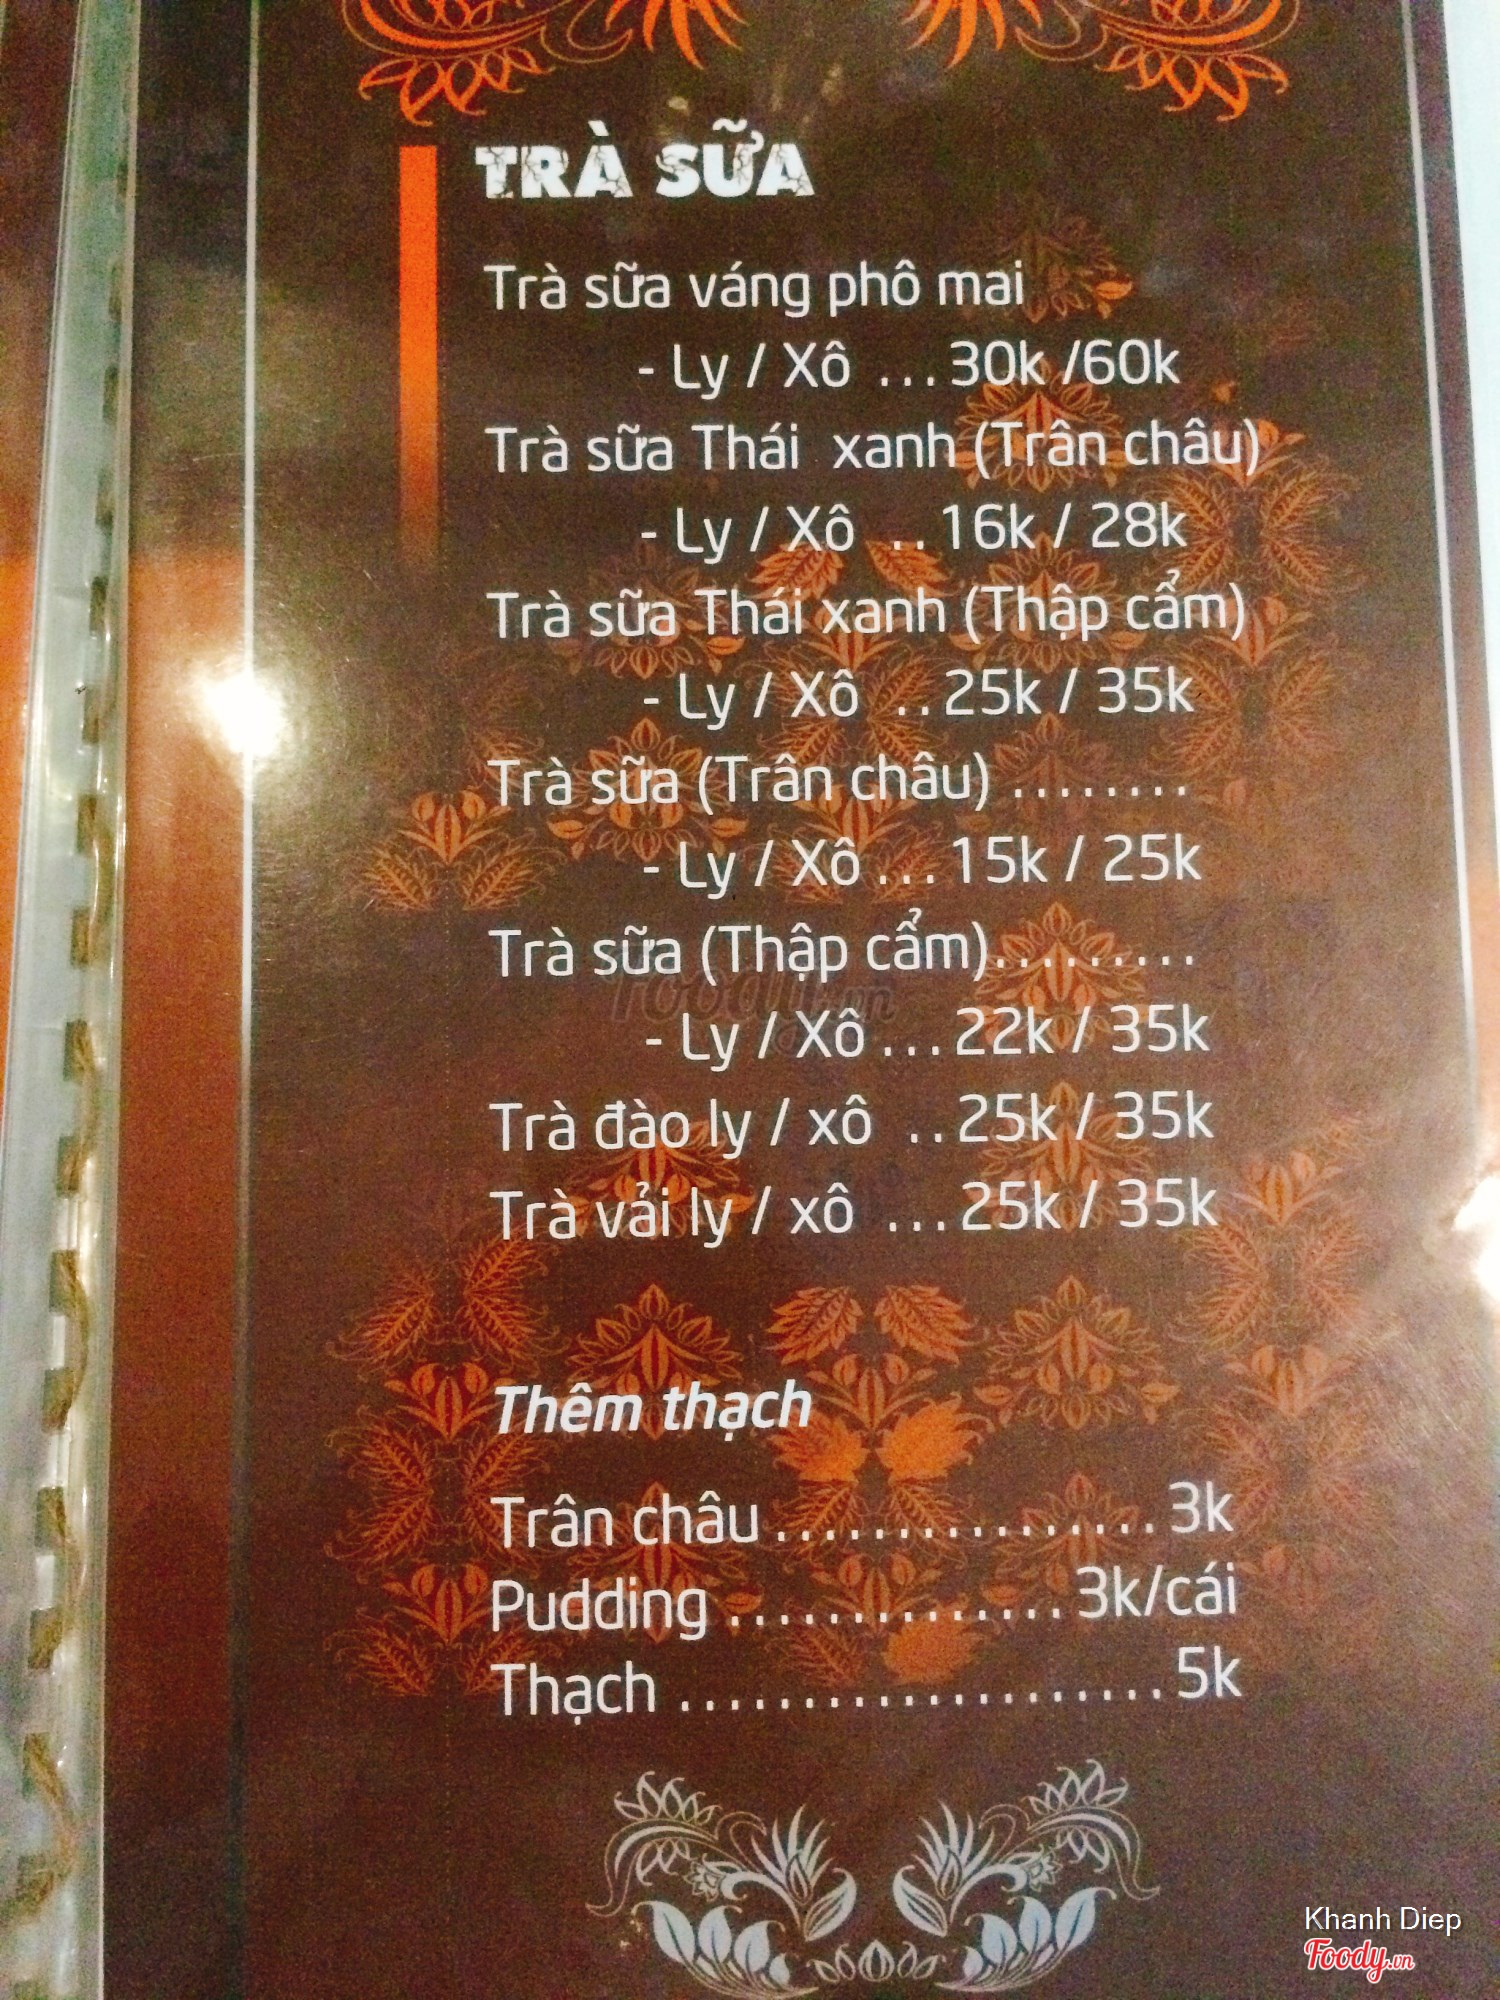 TRÀ SỮA
Trà sữa váng phô mai
- Ly / Xô ...30k /60k
Trà sữa Thái xanh (Trân châu)
- Ly / Xô ..16k / 28k
Trà sữa Thái xanh (Thập cẩm)
- Ly / Xô ..25k / 35k
Trà sữa (Trân châu) ........
- Ly / Xô ...15k / 25k
Trà sữa (Thập cẩm).........
- Ly / Xô ...22k / 35k
Trà đào ly / xô ..25k / 35k
Trà vải ly / xô ...25k / 35k
Thêm thạch
Trân châu ................3k
Pudding ..............3k/cái
Thạch ....................5k
Foody.vn
Khanh Diep
Foody.vn